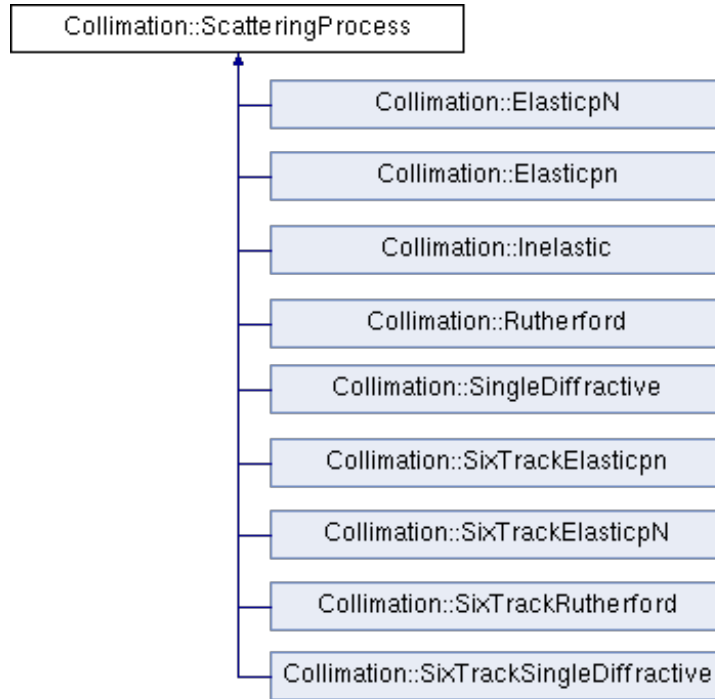 Collimation::ScatteringProcess
Collimation::ElasticpN
Collimation::Elasticpn
Collimation::Inelastic
Collimation::Rutherford
Collimation::SingleDiffractive
Collimation::SixTrackElasticpn
Collimation::SixTrackElasticpN
Collimation::SixTrackRutherford
Collimation::SixTrackSingleDiffractive